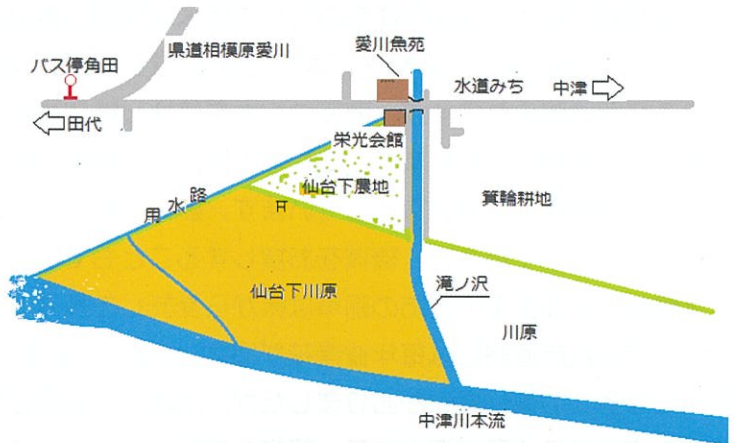 県道相模原愛川
愛川魚苑
バス停角田
水道みち
中津
田代
栄光会館
仙台下農地
用水路
箕輪耕地
仙台下川原
滝ノ沢
川原
中津川本流